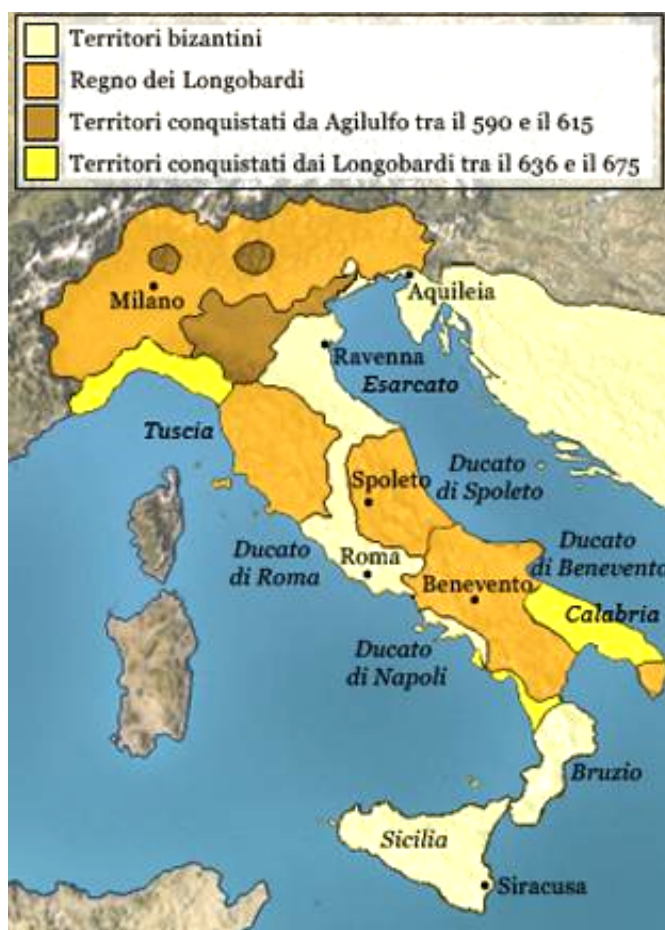 Territori bizantini
Regno dei Longobardi
Territori conquistati da Agilulfo tra il 590 e il 615
Territori conquistati dai Longobardi tra il 636 e il 675
Milano
Aquileia
Ravenna
Esarcato
Tuscia
Spoleto
Ducato
di Spoleto
Ducato
di Roma
Roma
Ducato
di Benevento
Benevento
Calabria
Ducato
di Napoli
Bruzio
Sicilia
Siracusa